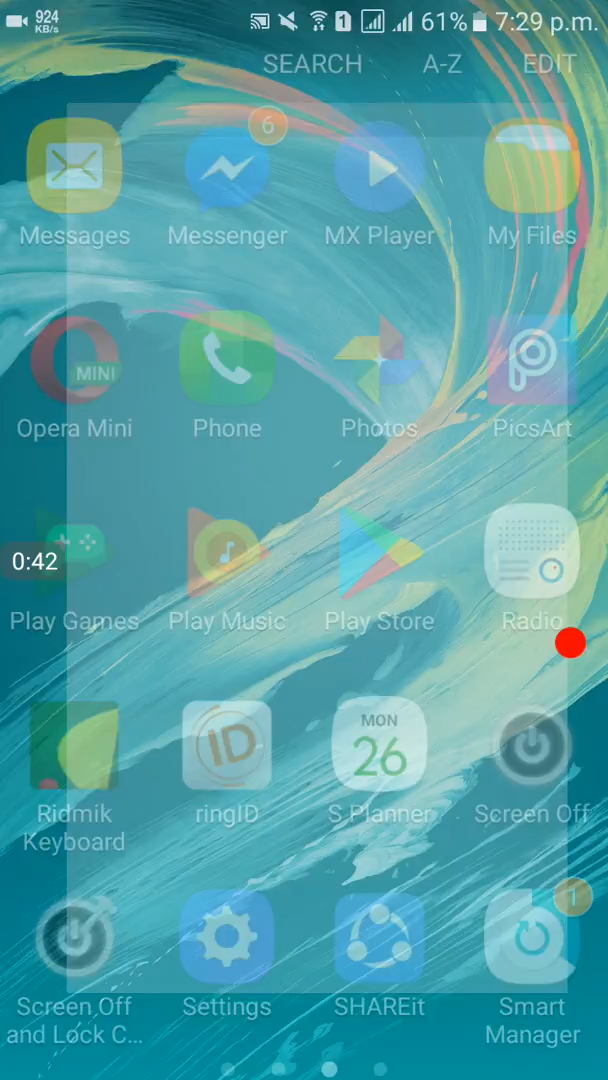 924
KB/s
1
61%
7:29 p.m.
SEARCH
A-Z
EDIT
6
Messages
Messenger
MX Player
My Files
MINI
Opera Mini
Phone
Photos
PicsArt
0:42
Play Games
Play Music
Play Store
Radio
ID
MON
26
Ridmik
Keyboard
ringID
S Planner
Screen Off
1
Screen Off
and Lock C...
Settings
SHAREit
Smart
Manager